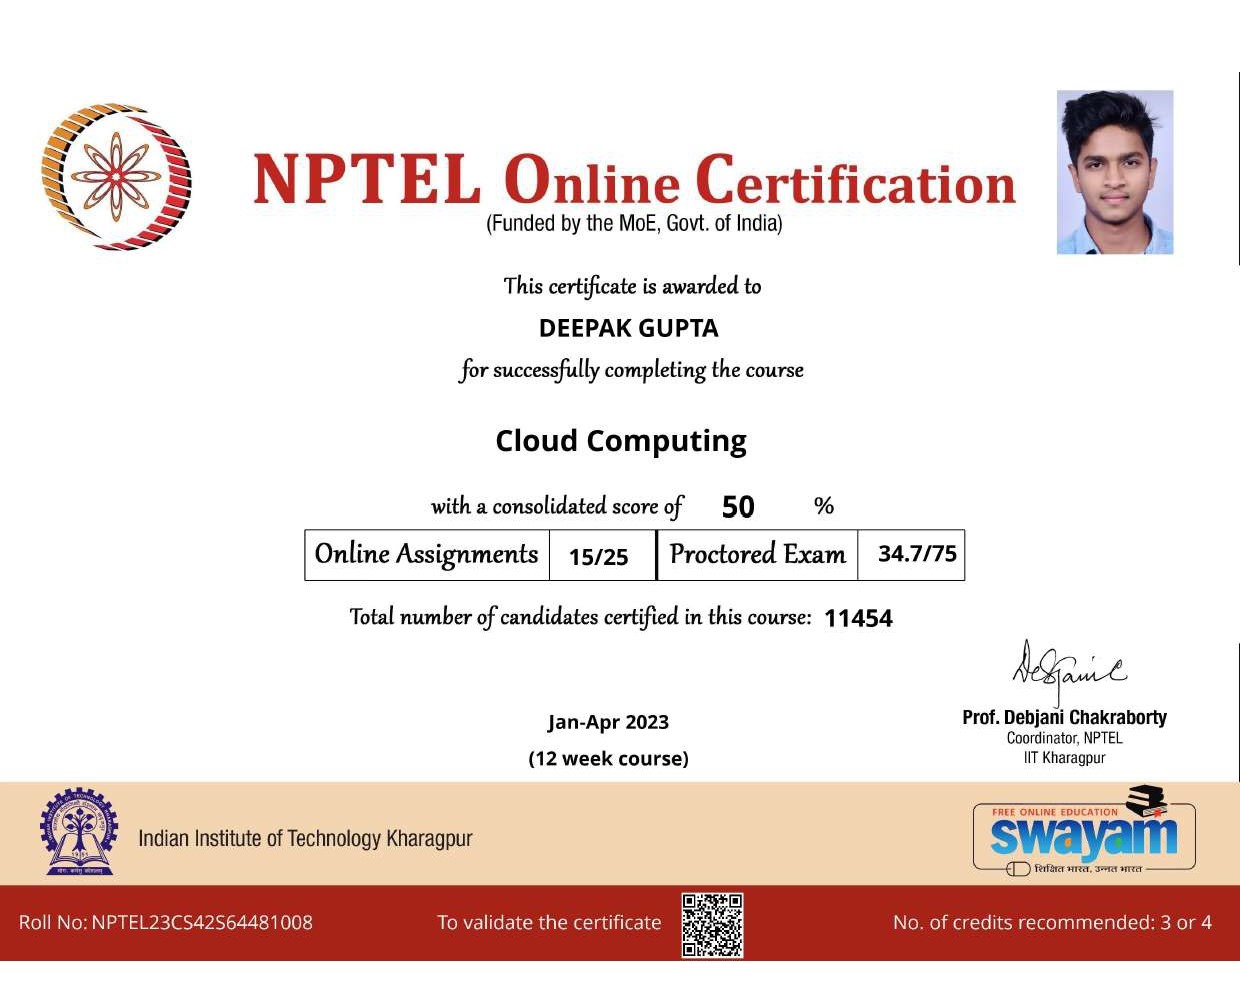 NPTEL Online Certification
(Funded by the MoE, Govt. of India)
This certificate is awarded to
DEEPAK GUPTA
for successfully completing the course
Cloud Computing
with a consolidated score of 50 %
Online Assignments 15/25 Proctored Exam 34.7/75
Total number of candidates certified in this course: 11454
Prof. Debjani Chakraborty
Coordinator, NPTEL
IIT Kharagpur
Jan-Apr 2023
(12 week course)
Indian Institute of Technology Kharagpur
FREE ONLINE EDUCATION
swayam
शिक्षित भारत, उन्नत भारत
Roll No: NPTEL23CS42S64481008
To validate the certificate
No. of credits recommended: 3 or 4